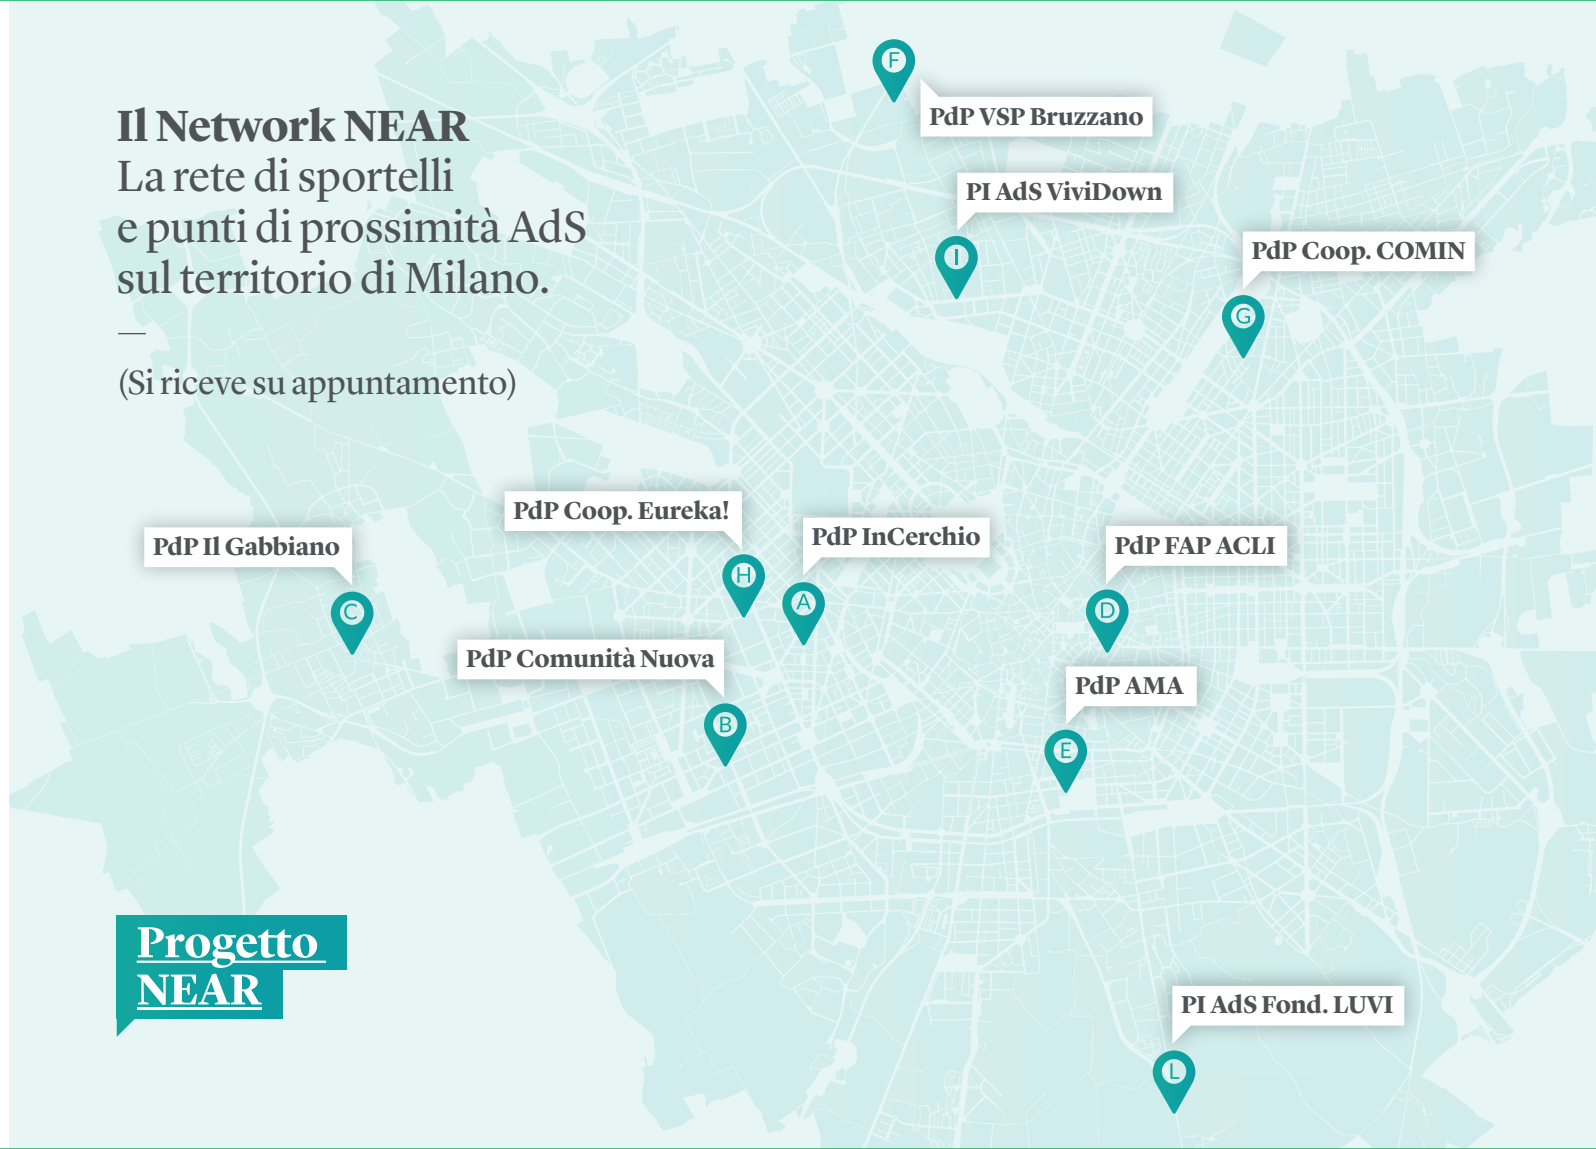 Il Network NEAR
La rete di sportelli
e punti di prossimità AdS
sul territorio di Milano.
—
(Si riceve su appuntamento)
F
PdP VSP Bruzzano
PI AdS ViviDown
I
PdP Coop. COMIN
G
PdP Coop. Eureka!
H
PdP InCerchio
A
PdP Il Gabbiano
C
PdP FAP ACLI
D
PdP Comunità Nuova
B
PdP AMA
E
Progetto
NEAR
PI AdS Fond. LUVI
L